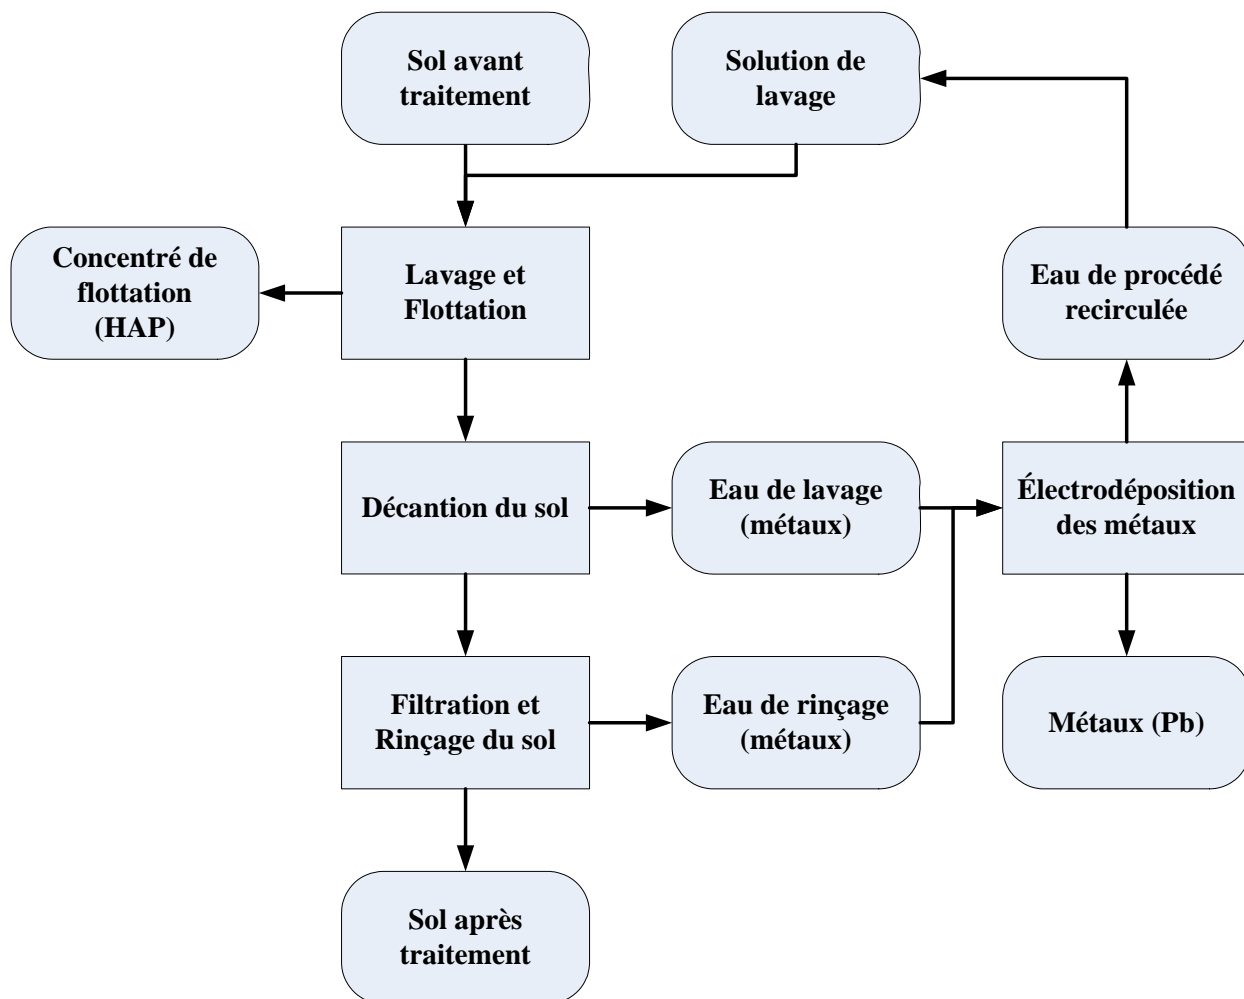 Sol avant
traitement
Solution de
lavage
Concentré de
flottation
(HAP)
Lavage et
Flottation
Eau de procédé
recirculée
Décantion du sol
Eau de lavage
(métaux)
Électrodéposition
des métaux
Filtration et
Rinçage du sol
Eau de rinçage
(métaux)
Métaux (Pb)
Sol après
traitement